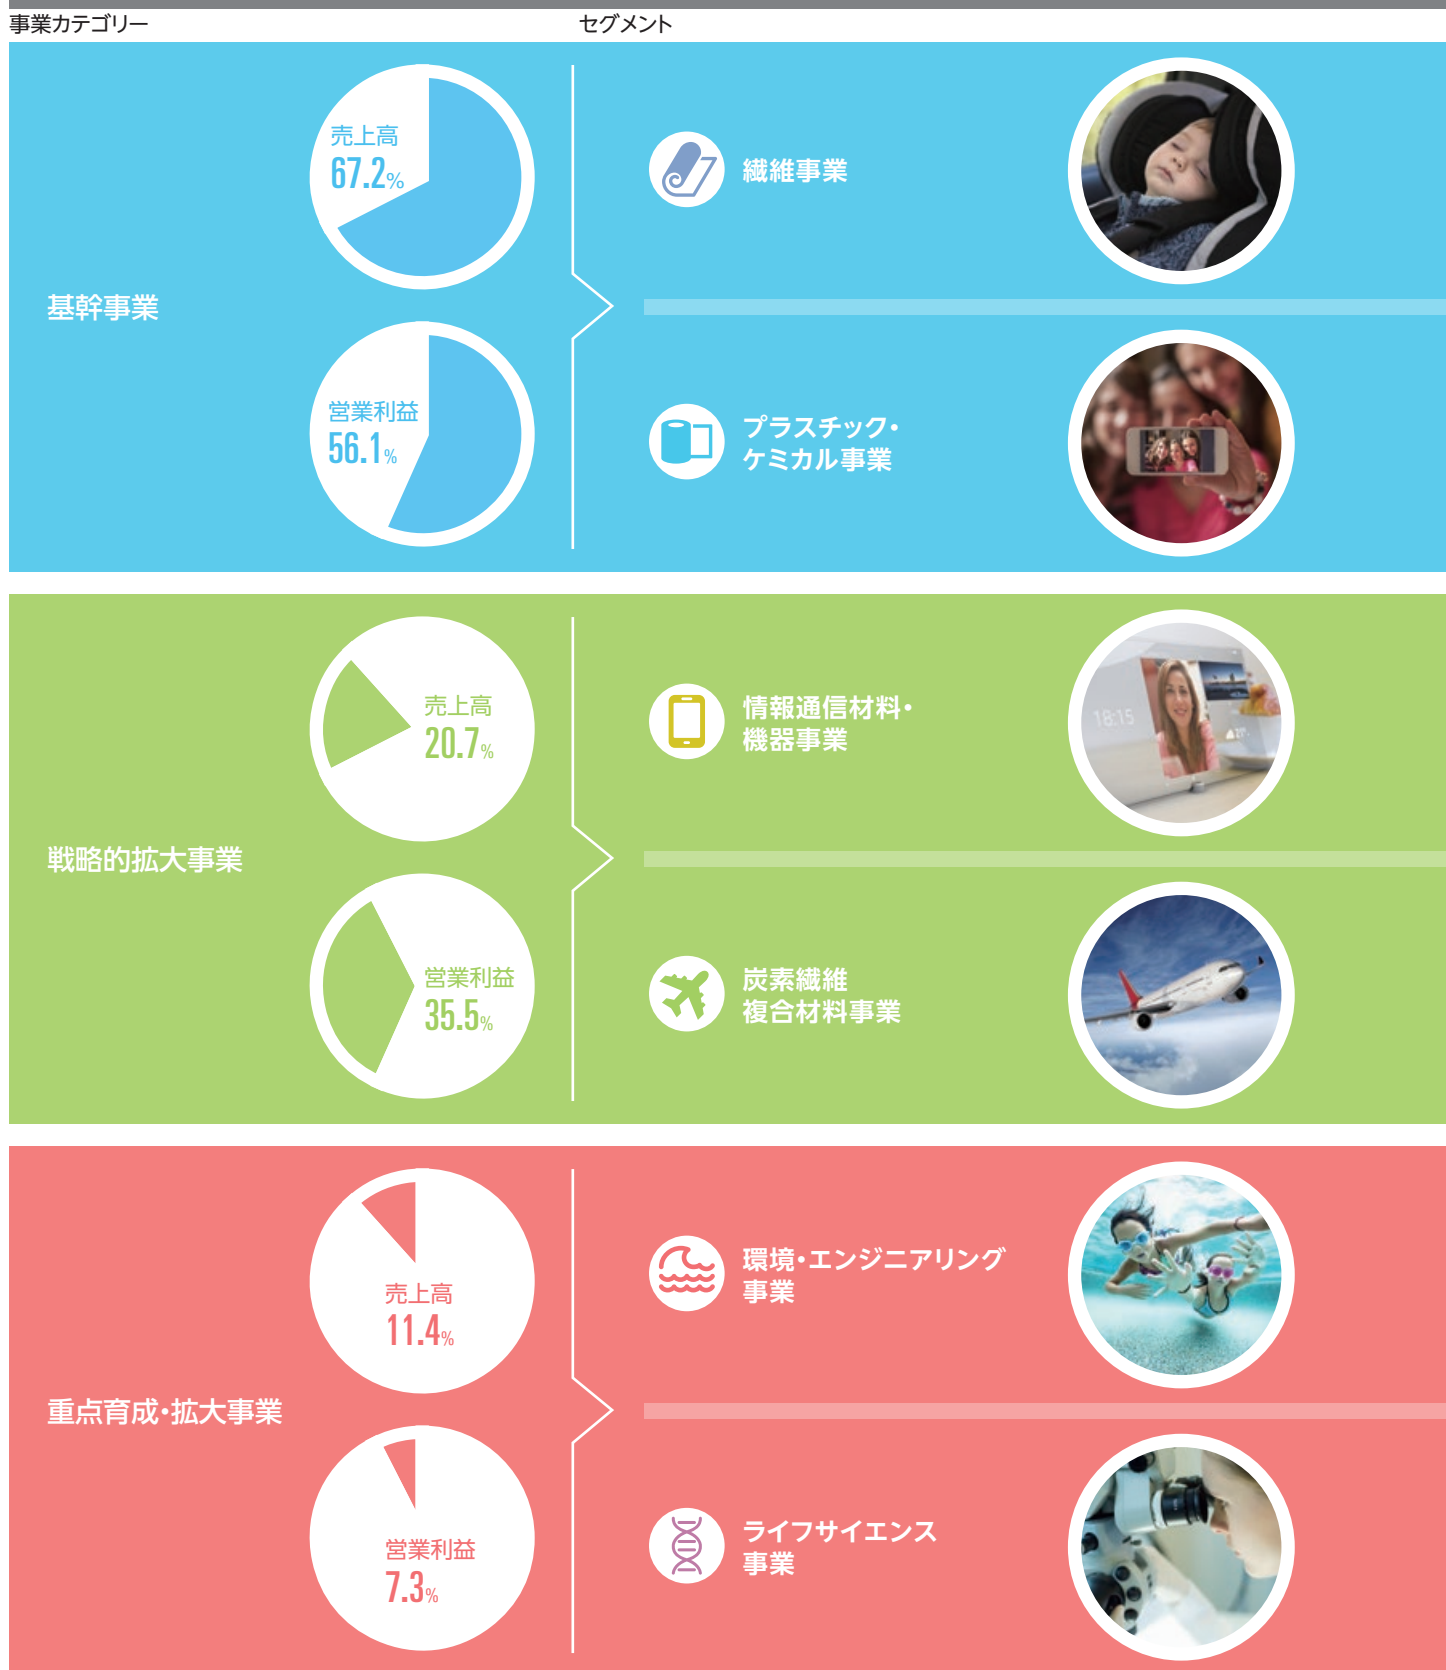 事業カテゴリー
セグメント
基幹事業
売上高
67.2%
営業利益
56.1%
繊維事業
プラスチック・
ケミカル事業
戦略的拡大事業
売上高
20.7%
営業利益
35.5%
情報通信材料・
機器事業
18:15
21°
炭素繊維
複合材料事業
重点育成・拡大事業
売上高
11.4%
営業利益
7.3%
環境・エンジニアリング
事業
ライフサイエンス
事業